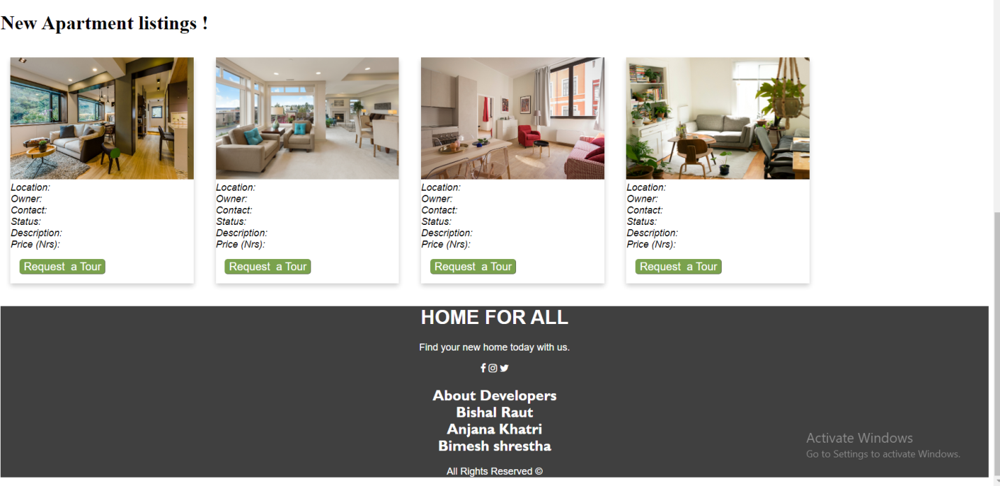 New Apartment listings !
Location:
Owner:
Contact:
Status:
Description:
Price (Nrs):
Request  a Tour
Location:
Owner:
Contact:
Status:
Description:
Price (Nrs):
Request  a Tour
Location:
Owner:
Contact:
Status:
Description:
Price (Nrs):
Request  a Tour
Location:
Owner:
Contact:
Status:
Description:
Price (Nrs):
Request  a Tour
HOME FOR ALL
Find your new home today with us.
About Developers
Bishal Raut
Anjana Khatri
Bimesh shrestha
All Rights Reserved ©
Activate Windows
Go to Settings to activate Windows.